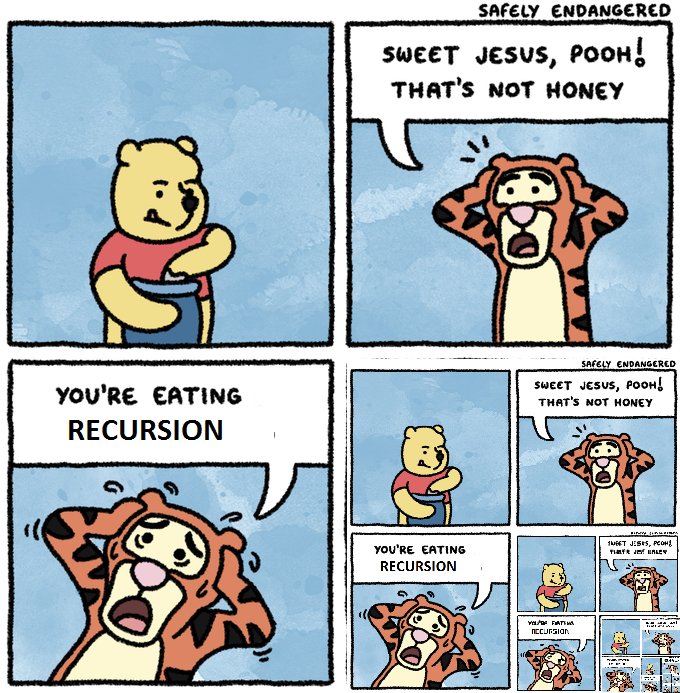 SAFELY ENDANGERED
SWEET JESUS, POOH!
THAT'S NOT HONEY
YOU'RE EATING
RECURSION
SAFELY ENDANGERED
SWEET JESUS, POOH!
THAT'S NOT HONEY
YOU'RE EATING
RECURSION
SWEET JESUS, POOH!
THAT'S NOT HONEY
YOU'RE EATING
RECURSION